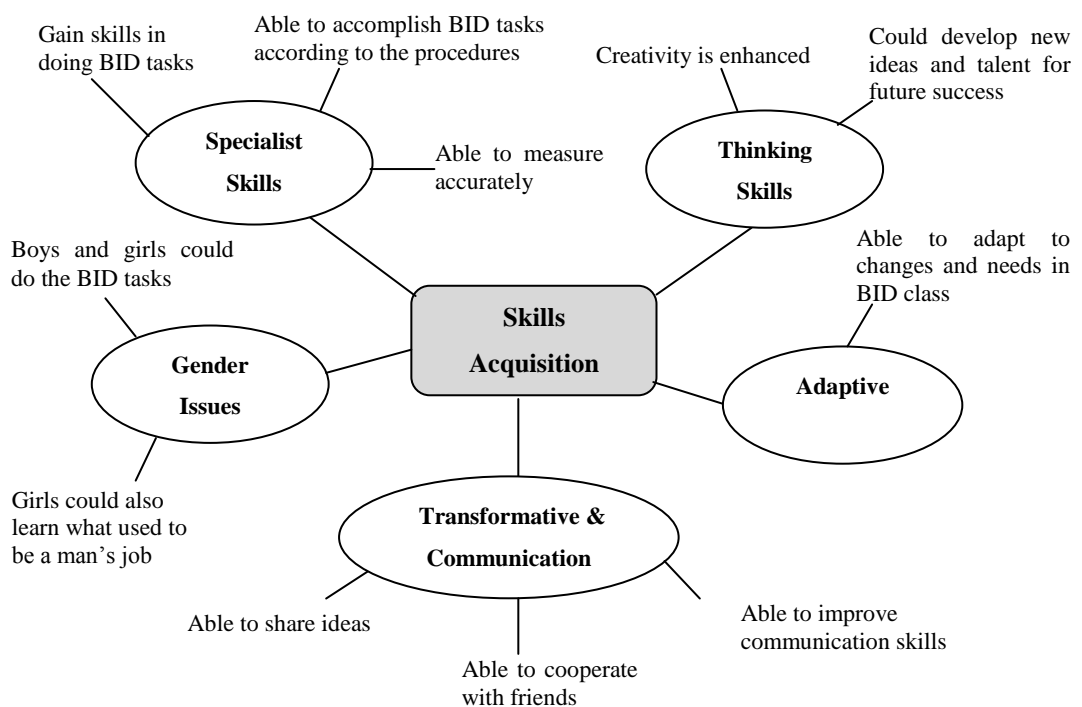 Gain skills in
doing BID tasks
Able to accomplish BID tasks
according to the procedures
Creativity is enhanced
Could develop new
ideas and talent for
future success
Specialist
Skills
Able to measure
accurately
Thinking
Skills
Boys and girls could
do the BID tasks
Able to adapt to
changes and needs in
BID class
Skills
Acquisition
Gender
Issues
Adaptive
Girls could also
learn what used to
be a man’s job
Transformative &
Communication
Able to share ideas
Able to cooperate
with friends
Able to improve
communication skills